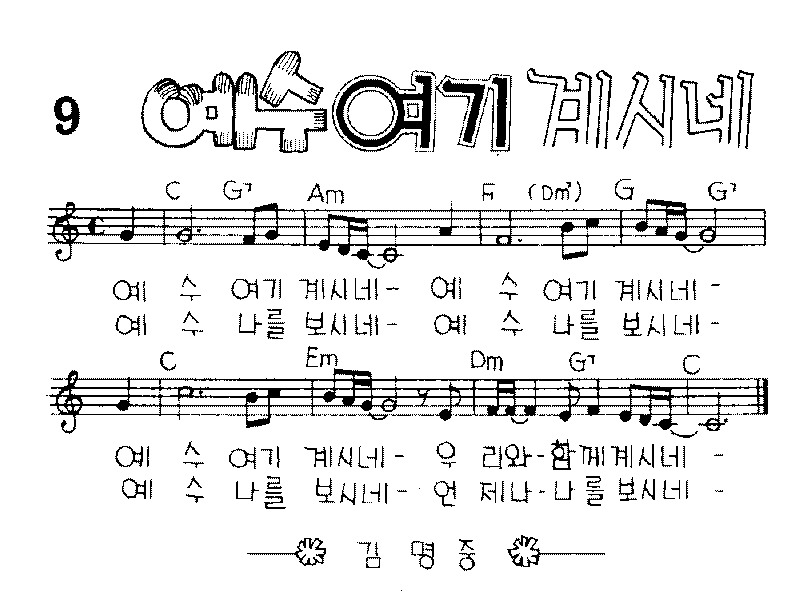 9 예수 여기 계시네
C G7 Am F (Dm7) G G7
예 수 여기 계시네- 예 수 여기 계시네 -
예 수 나를 보시네- 예 수 나를 보시네 -
C Em Dm G7 C
예 수 여기 계시네- 우 리와-함께계시네 -
예 수 나를 보시네- 언 제나-나를보시네 -
김 명 중